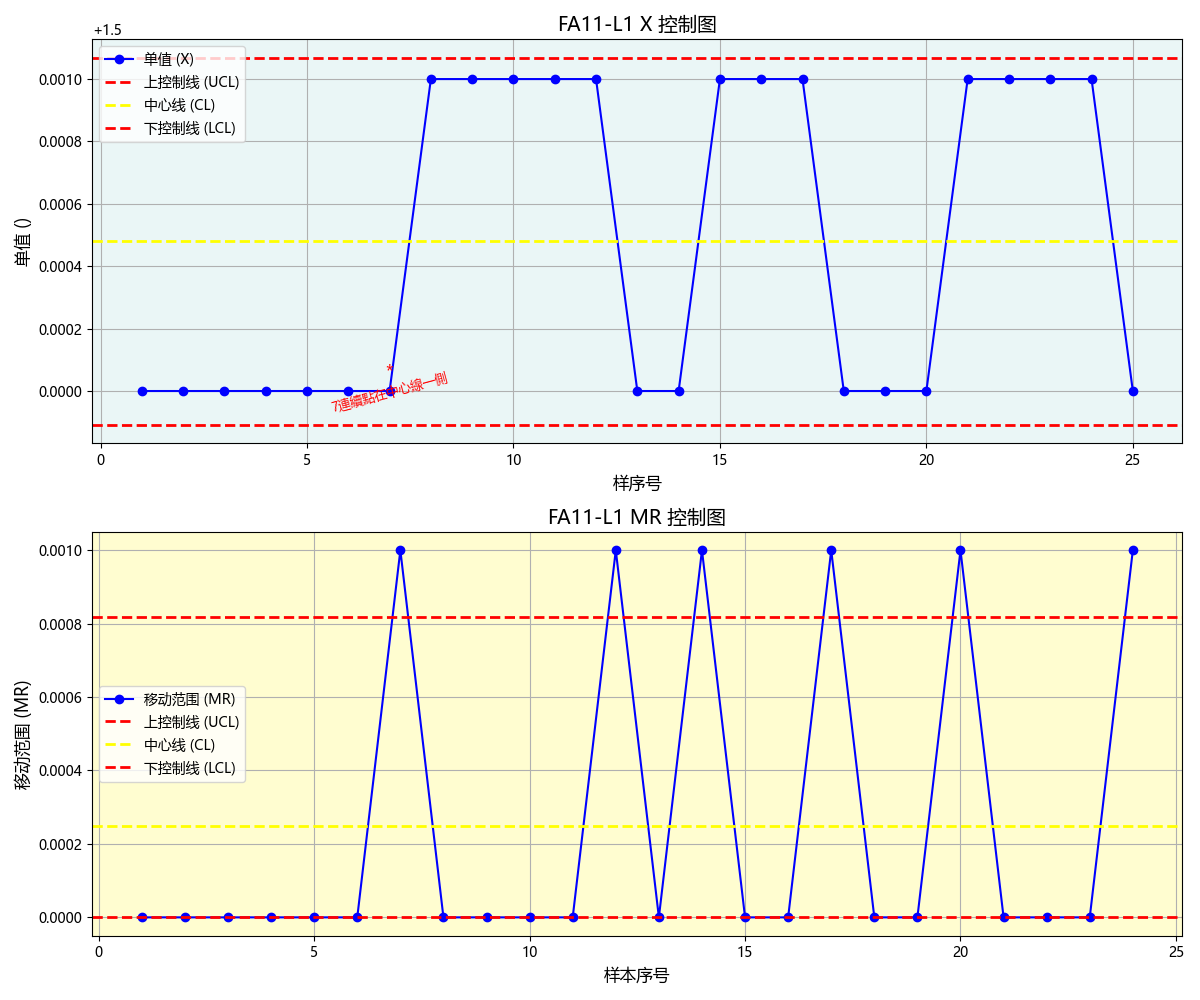 FA11-L1 X 控制图
+1.5
单值 (X)
上控制线 (UCL)
中心线 (CL)
下控制线 (LCL)
0.0010
0.0008
0.0006
0.0004
0.0002
0.0000
单值 ()
*
7連續點在中心線一側
0 5 10 15 20 25
样序号
FA11-L1 MR 控制图
0.0010
0.0008
0.0006
0.0004
0.0002
0.0000
移动范围 (MR)
移动范围 (MR)
上控制线 (UCL)
中心线 (CL)
下控制线 (LCL)
0 5 10 15 20 25
样本序号